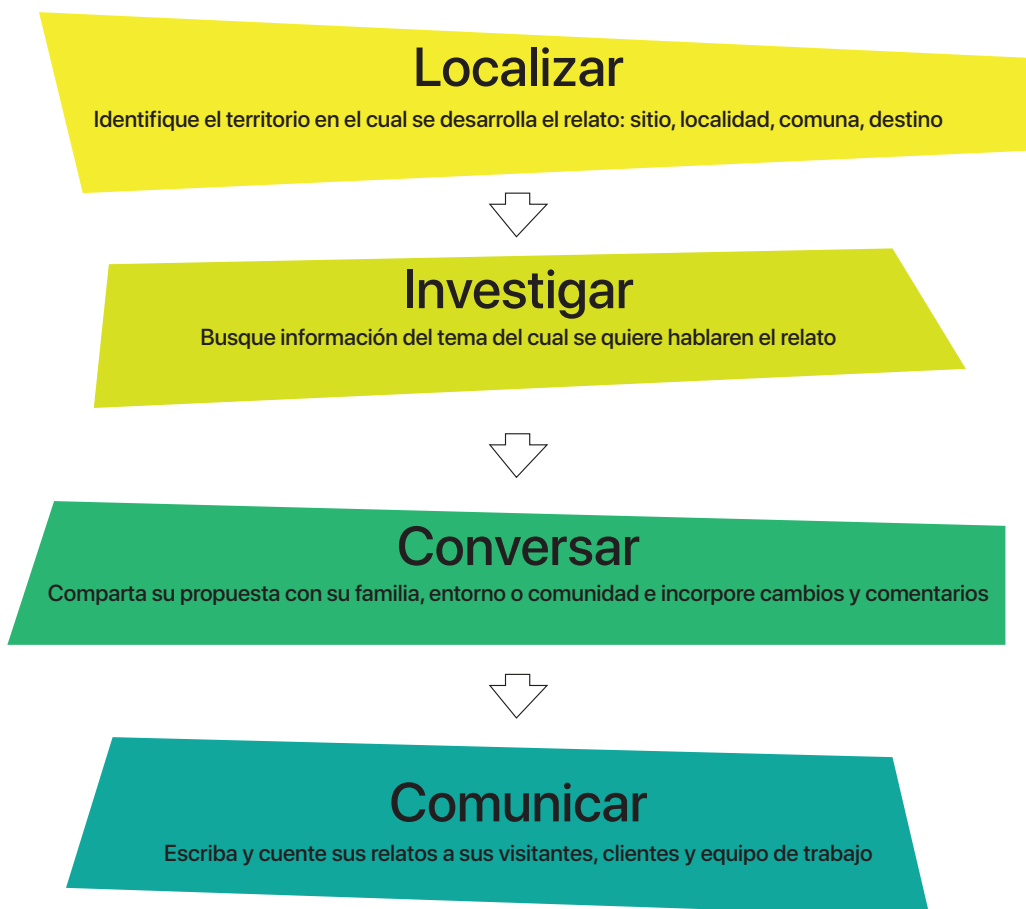 Localizar
Identifique el territorio en el cual se desarrolla el relato: sitio, localidad, comuna, destino
Investigar
Busque información del tema del cual se quiere hablaren el relato
Conversar
Comparta su propuesta con su familia, entorno o comunidad e incorpore cambios y comentarios
Comunicar
Escriba y cuente sus relatos a sus visitantes, clientes y equipo de trabajo